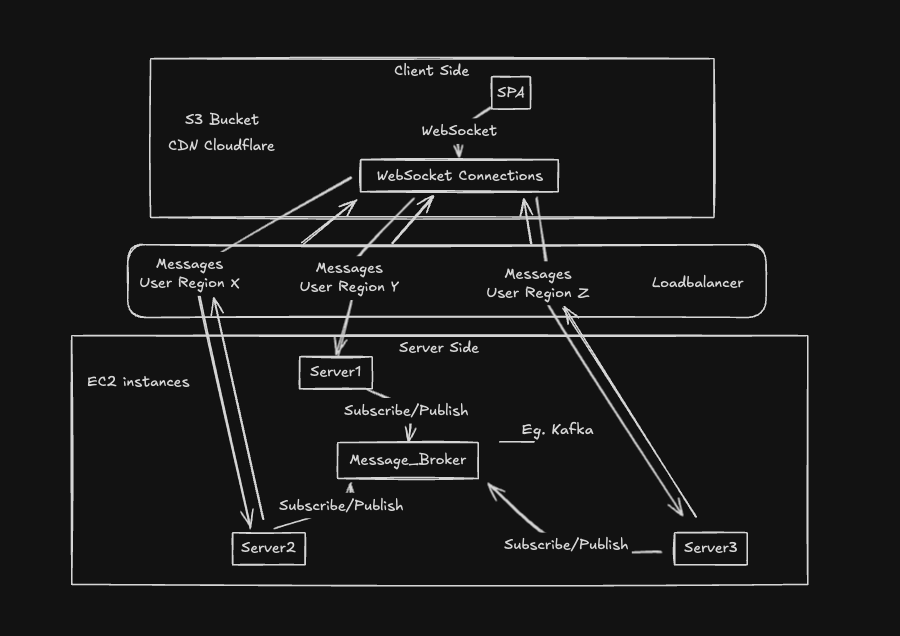 Client Side
SPA
S3 Bucket
CDN Cloudflare
WebSocket
WebSocket Connections
Messages
User Region X
Messages
User Region Y
Messages
User Region Z
Loadbalancer
Server Side
EC2 instances
Server1
Subscribe/Publish
Eg. Kafka
Message_Broker
Subscribe/Publish
Server2
Subscribe/Publish
Server3